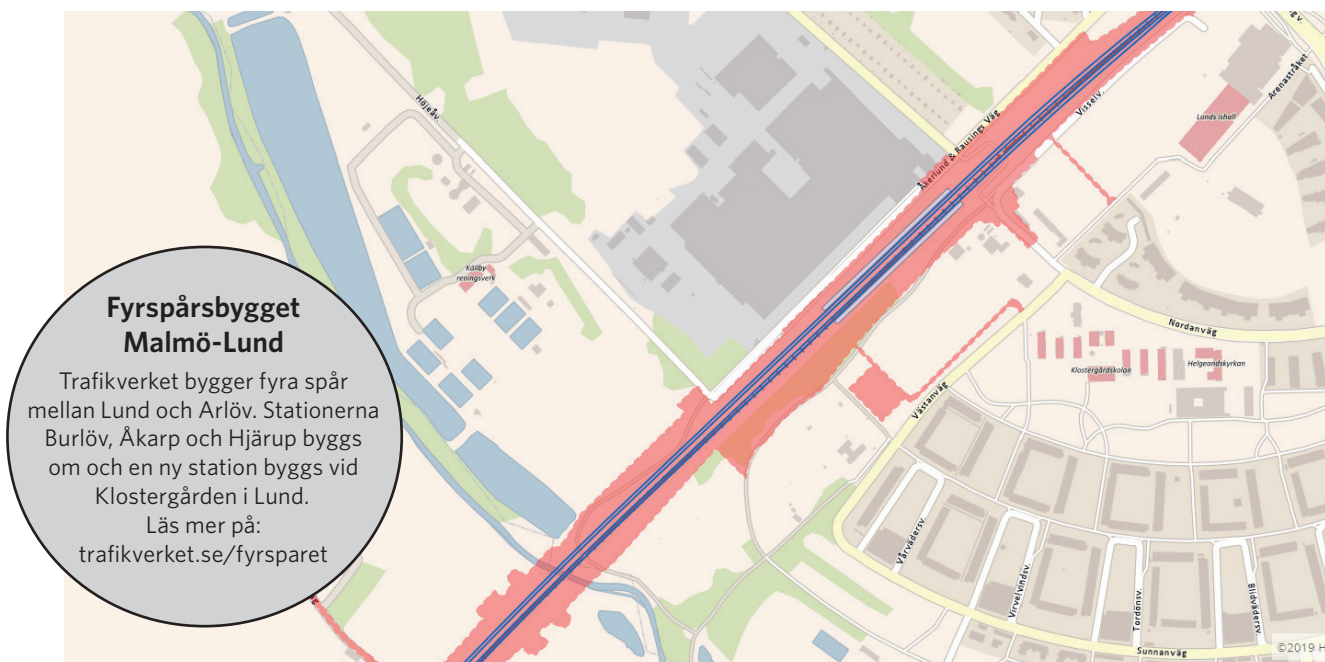 Fyrspårsbygget
Malmö-Lund
Trafikverket bygger fyra spår
mellan Lund och Arlöv. Stationerna
Burlöv, Åkarp och Hjärup byggs
om och en ny station byggs vid
Klostergården i Lund.
Läs mer på:
trafikverket.se/fyrsparet
Höjeåv.
Källby
reningsverk
Åkerlund & Rausings Väg
Visselv.
Lunds ishall
Arenastråket
Nordanväg
Klostergårdskolan
Helgeandskyrkan
Västanväg
Vårvädersv.
Virvelvindsv.
Tordönsv.
Blidvädersv.
Sunnanväg
©2019 H